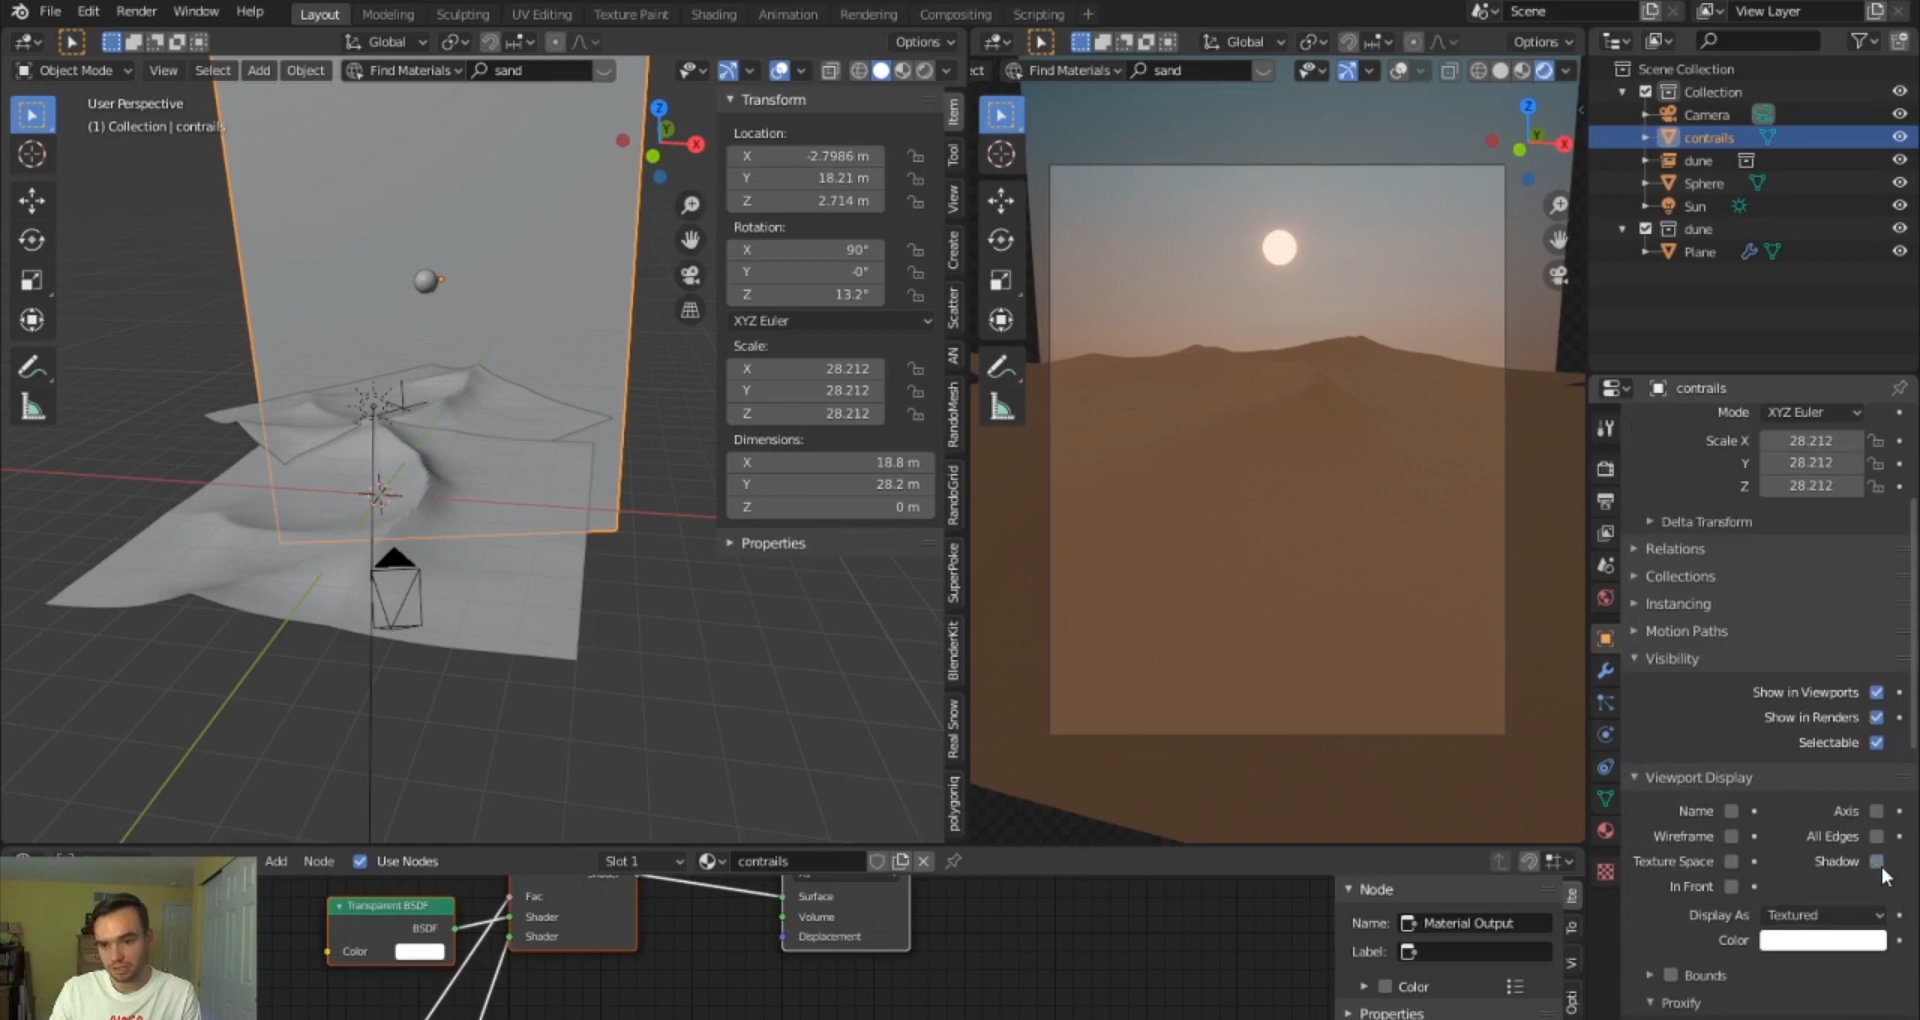 File Edit Render Window Help Layout Modeling Sculpting UV Editing Texture Paint Shading Animation Rendering Compositing Scripting + Scene View Layer
Global Options
Global Options
Object Mode View Select Add Object Find Materials sand
ct Find Materials sand
User Perspective
(1) Collection | contrails
Z
Y
X
Z
Y
X
Transform
Location:
X -2.7986 m
Y 18.21 m
Z 2.714 m
Rotation:
X 90°
Y -0°
Z 13.2°
XYZ Euler
Scale:
X 28.212
Y 28.212
Z 28.212
Dimensions:
X 18.8 m
Y 28.2 m
Z 0 m
Properties
Item
Tool
View
Create
Scatter
AN
RandoMesh
RandoGrid
SuperPoke
BlenderKit
Real Snow
polygoniq
Scene Collection
Collection
Camera
contrails
dune
Sphere
Sun
dune
Plane
contrails
Mode XYZ Euler
Scale X 28.212
Y 28.212
Z 28.212
Delta Transform
Relations
Collections
Instancing
Motion Paths
Visibility
Show in Viewports
Show in Renders
Selectable
Viewport Display
Name Axis
Wireframe All Edges
Texture Space Shadow
In Front
Display As Textured
Color
Bounds
Proxify
Add Node Use Nodes Slot 1 contrails
Transparent BSDF
BSDF
Color
Shader
Fac
Shader
Shader
Surface
Volume
Displacement
Node
Name: Material Output
Label:
Color
Properties
Ite
To
Vi
Opti